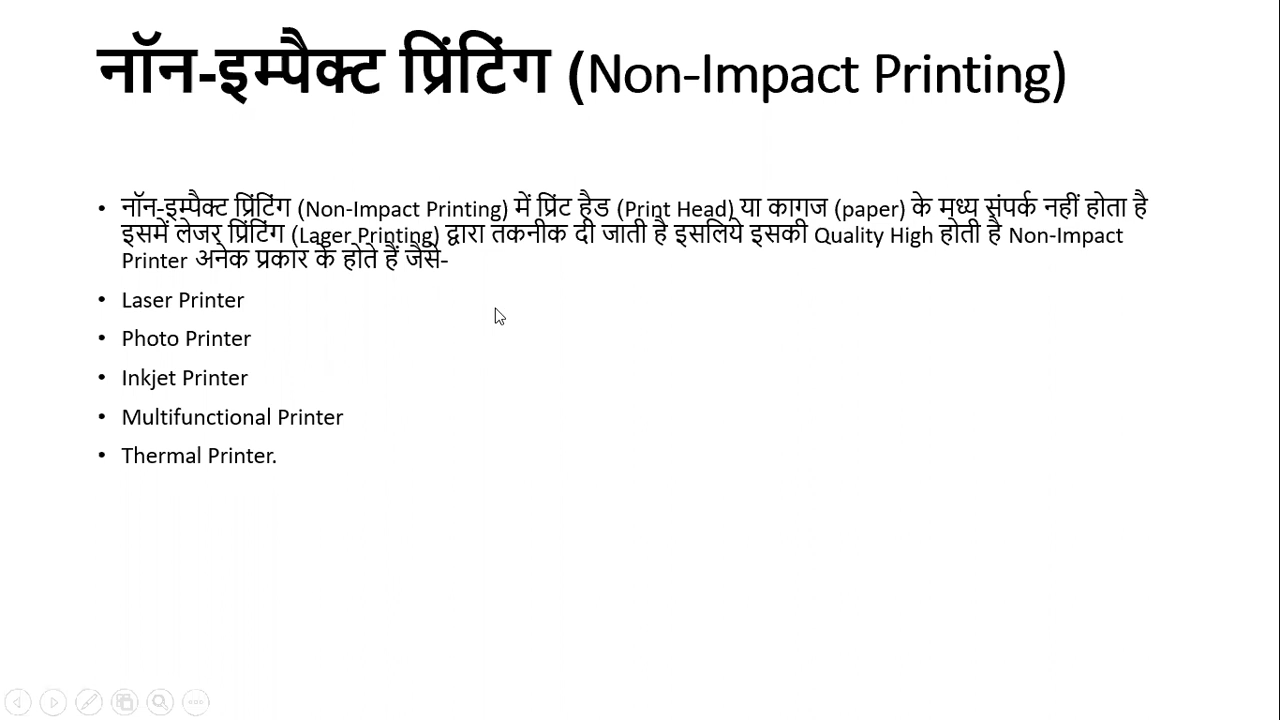 नॉन-इम्पैक्ट प्रिंटिंग (Non-Impact Printing)
• नॉन-इम्पैक्ट प्रिंटिंग (Non-Impact Printing) में प्रिंट हैड (Print Head) या कागज (paper) के मध्य संपर्क नहीं होता है
इसमें लेजर प्रिंटिंग (Lager Printing) द्वारा तकनीक दी जाती है इसलिये इसकी Quality High होती है Non-Impact
Printer अनेक प्रकार के होते हैं जैसे-
• Laser Printer
• Photo Printer
• Inkjet Printer
• Multifunctional Printer
• Thermal Printer.